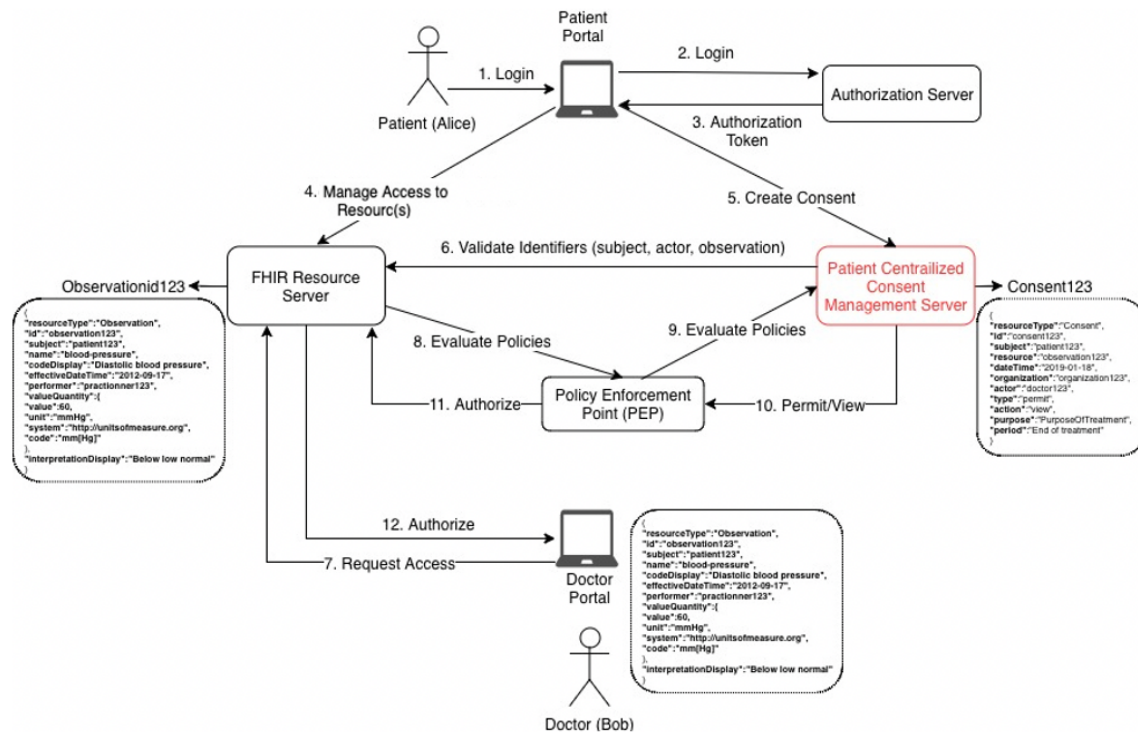 Patient
Portal
1. Login
2. Login
Authorization Server
Patient (Alice)
3. Authorization
Token
4. Manage Access to
Resourc(s)
5. Create Consent
6. Validate Identifiers (subject, actor, observation)
FHIR Resource
Server
Patient Centrailized
Consent
Management Server
Observationid123
{
"resourceType":"Observation",
"id":"observation123",
"subject":"patient123",
"name":"blood-pressure",
"codeDisplay":"Diastolic blood pressure",
"effectiveDateTime":"2012-09-17",
"performer":"practionner123",
"valueQuantity":{
"value":60,
"unit":"mmHg",
"system":"http://unitsofmeasure.org",
"code":"mm[Hg]"
},
"interpretationDisplay":"Below low normal"
}
Consent123
{
"resourceType":"Consent",
"id":"consent123",
"subject":"patient123",
"resource":"observation123",
"dateTime":"2019-01-18",
"organization":"organization123",
"actor":"doctor123",
"type":"permit",
"action":"view",
"purpose":"PurposeOfTreatment",
"period":"End of treatment"
}
8. Evaluate Policies
9. Evaluate Policies
11. Authorize
Policy Enforcement
Point (PEP)
10. Permit/View
12. Authorize
7. Request Access
Doctor
Portal
{
"resourceType":"Observation",
"id":"observation123",
"subject":"patient123",
"name":"blood-pressure",
"codeDisplay":"Diastolic blood pressure",
"effectiveDateTime":"2012-09-17",
"performer":"practionner123",
"valueQuantity":{
"value":60,
"unit":"mmHg",
"system":"http://unitsofmeasure.org",
"code":"mm[Hg]"
},
"interpretationDisplay":"Below low normal"
}
Doctor (Bob)